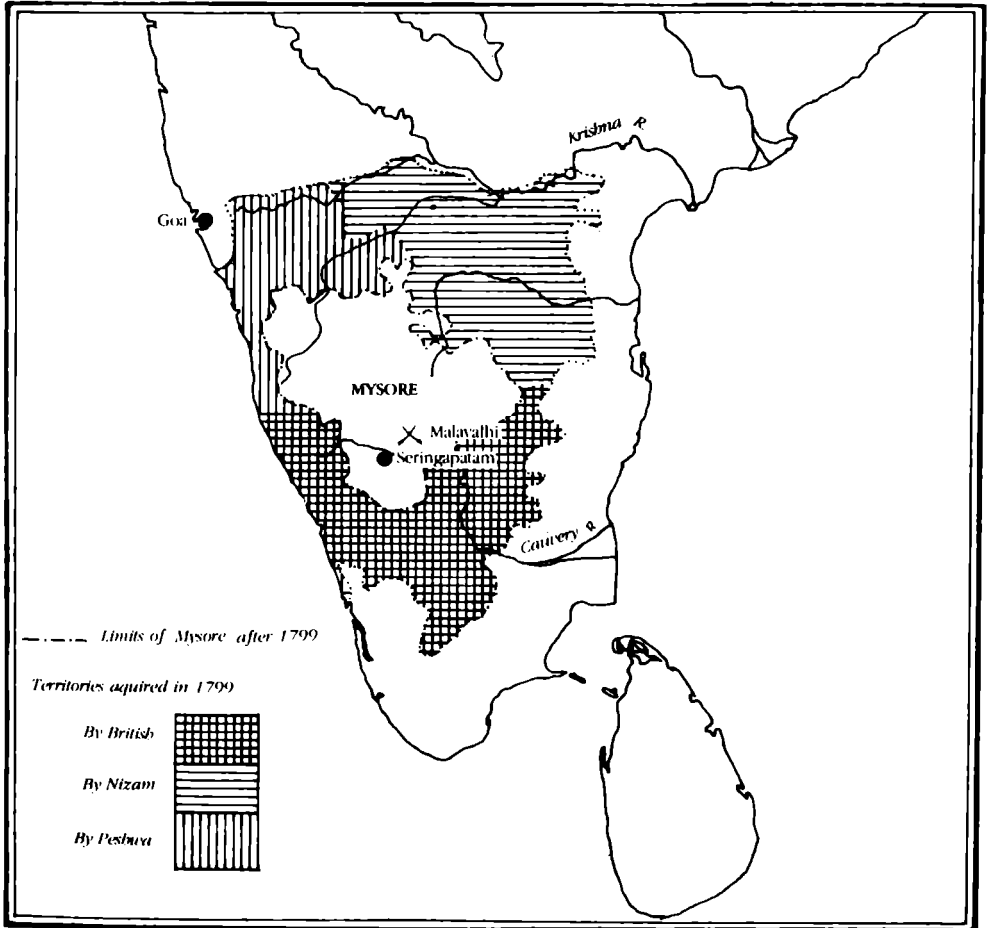 Krishna R
Goa
MYSORE
Malavalhi
Seringapatam
Cauvery R
Limits of Mysore after 1799
Territories aquired in 1799
By British
By Nizam
By Peshwa